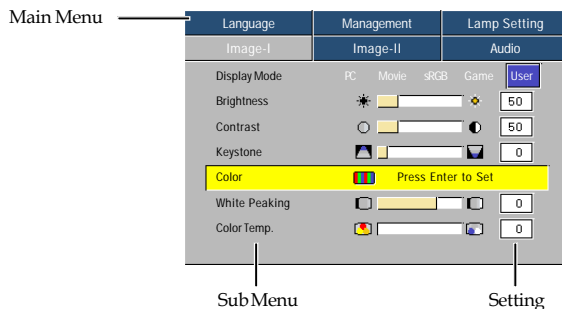 Main Menu
Language Management Lamp Setting
Image-I Image-II Audio
Display Mode PC Movie sRGB Game User
Brightness 50
Contrast 50
Keystone 0
Color Press Enter to Set
White Peaking 0
Color Temp. 0
Sub Menu Setting